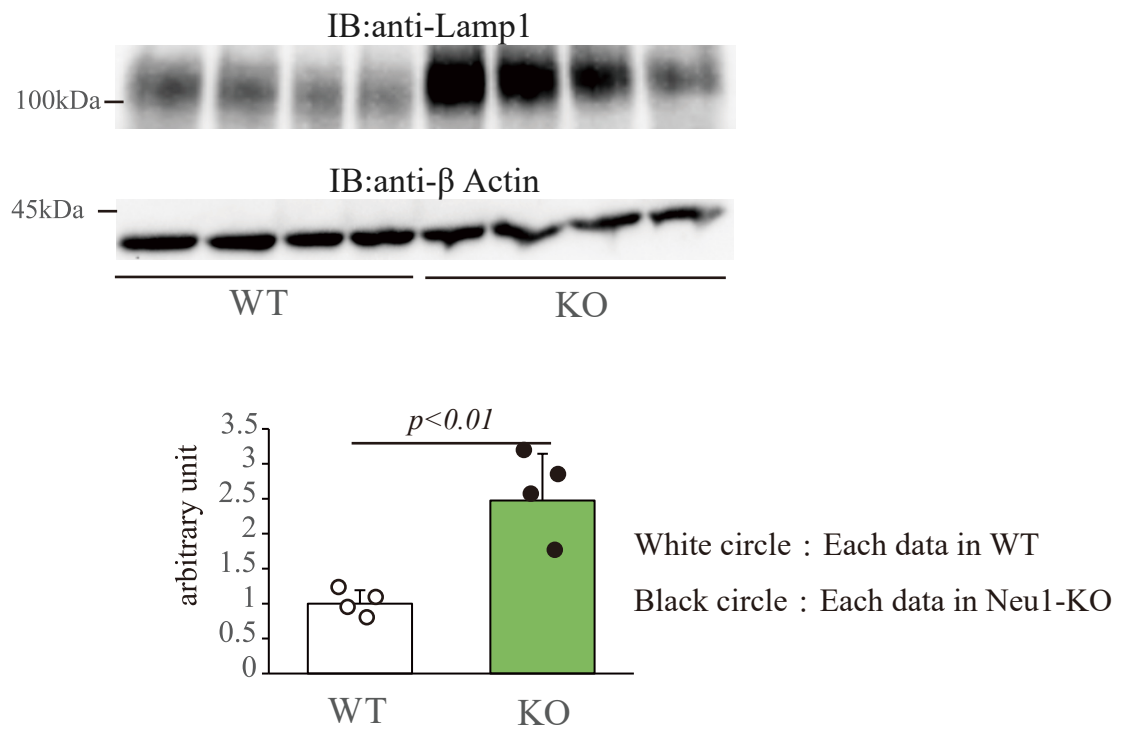 IB:anti-Lamp1
100kDa
IB:anti-β Actin
45kDa
WT
KO
p<0.01
arbitrary unit
3.5
3
2.5
2
1.5
1
0.5
0
WT
KO
White circle : Each data in WT
Black circle : Each data in Neu1-KO